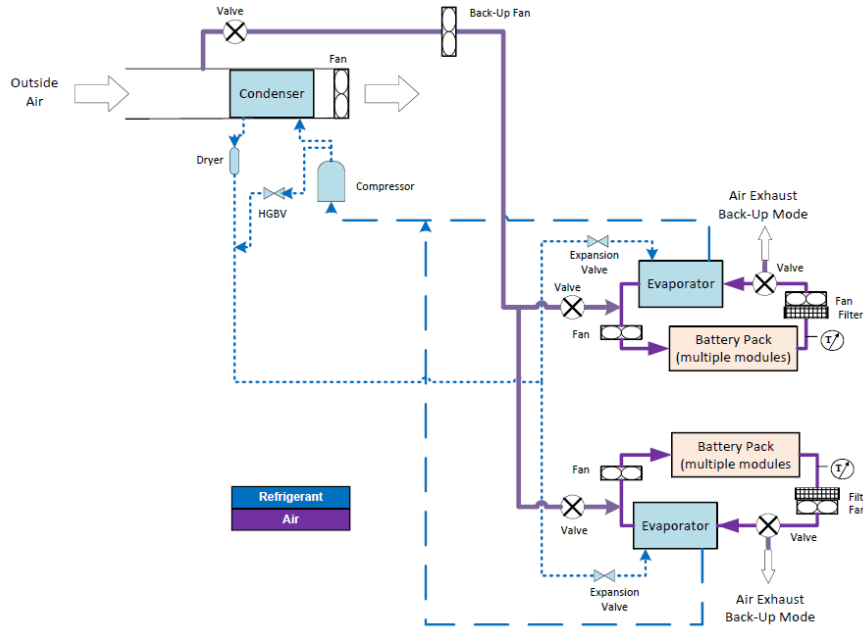 Valve
Back-Up Fan
Fan
Outside
Air
Condenser
Dryer
Compressor
HGBV
Air Exhaust
Back-Up Mode
Expansion
Valve
Evaporator
Valve
Valve
Fan
Filter
Fan
Battery Pack
(multiple modules)
T
Battery Pack
(multiple modules
Fan
T
Refrigerant
Air
Filt
Fan
Evaporator
Valve
Valve
Expansion
Valve
Air Exhaust
Back-Up Mode